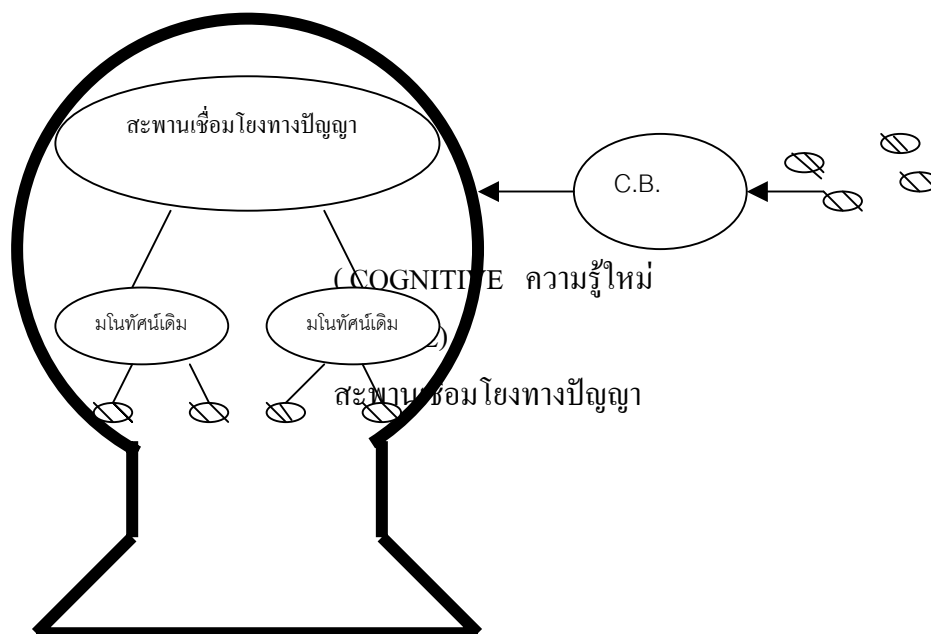 สะพานเชื่อมโยงทางปัญญา
C.B.
(COGNITIVE ความรู้ใหม่
มโนทัศน์เดิม มโนทัศน์เดิม
)
สะพานเชื่อมโยงทางปัญญา